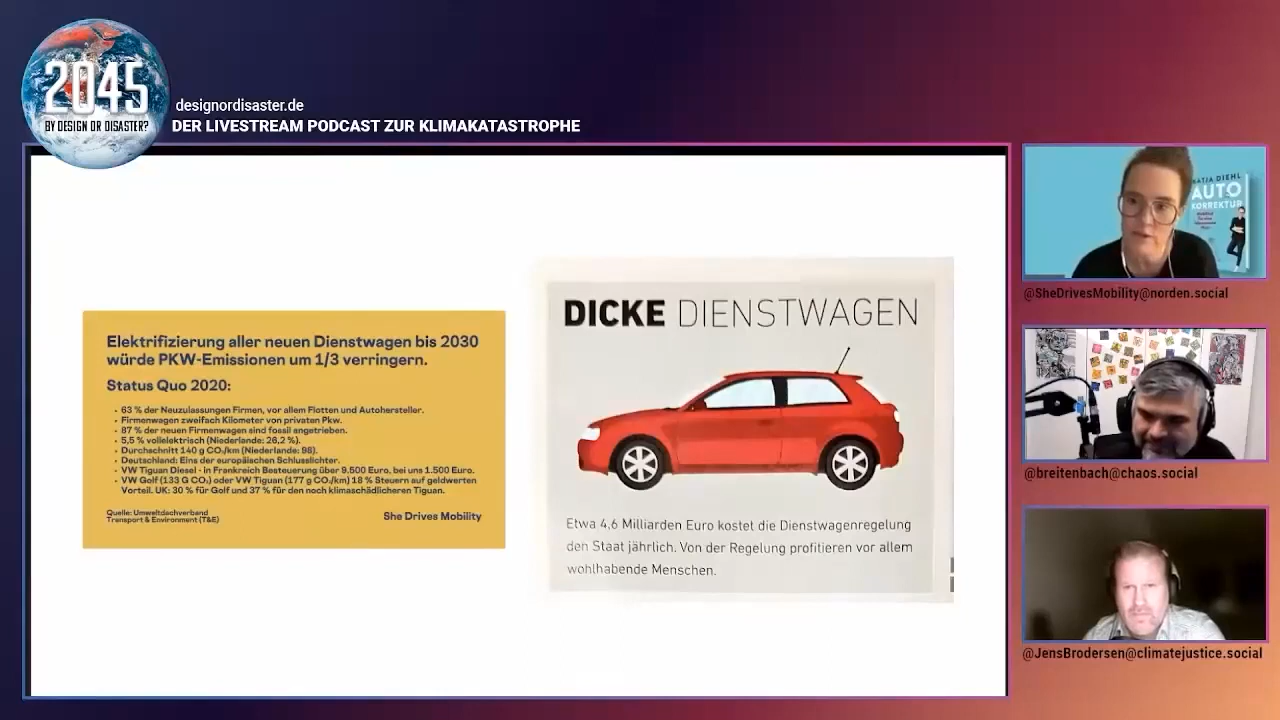 2045
BY DESIGN OR DISASTER?
designordisaster.de
DER LIVESTREAM PODCAST ZUR KLIMAKATASTROPHE
Elektrifizierung aller neuen Dienstwagen bis 2030
würde PKW-Emissionen um 1/3 verringern.
Status Quo 2020:
• 63 % der Neuzulassungen Firmen, vor allem Flotten und Autohersteller.
• Firmenwagen zweifach Kilometer von privaten Pkw.
• 87 % der neuen Firmenwagen sind fossil angetrieben.
• 5,5 % vollelektrisch (Niederlande: 26,2 %).
• Durchschnitt 140 g CO₂/km (Niederlande: 98).
• Deutschland: Eins der europäischen Schlusslichter.
• VW Tiguan Diesel - in Frankreich Besteuerung über 9.500 Euro, bei uns 1.500 Euro.
• VW Golf (133 G CO₂) oder VW Tiguan (177 g CO₂/km) 18 % Steuern auf geldwerten
Vorteil. UK: 30 % für Golf und 37 % für den noch klimaschädlicheren Tiguan.
Quelle: Umweltdachverband
Transport & Environment (T&E)
She Drives Mobility
DICKE DIENSTWAGEN
Etwa 4,6 Milliarden Euro kostet die Dienstwagenregelung
den Staat jährlich. Von der Regelung profitieren vor allem
wohlhabende Menschen.
KATJA DIEHL
AUTO
KORREKTUR
@SheDrivesMobility@norden.social
@breitenbach@chaos.social
@JensBrodersen@climatejustice.social